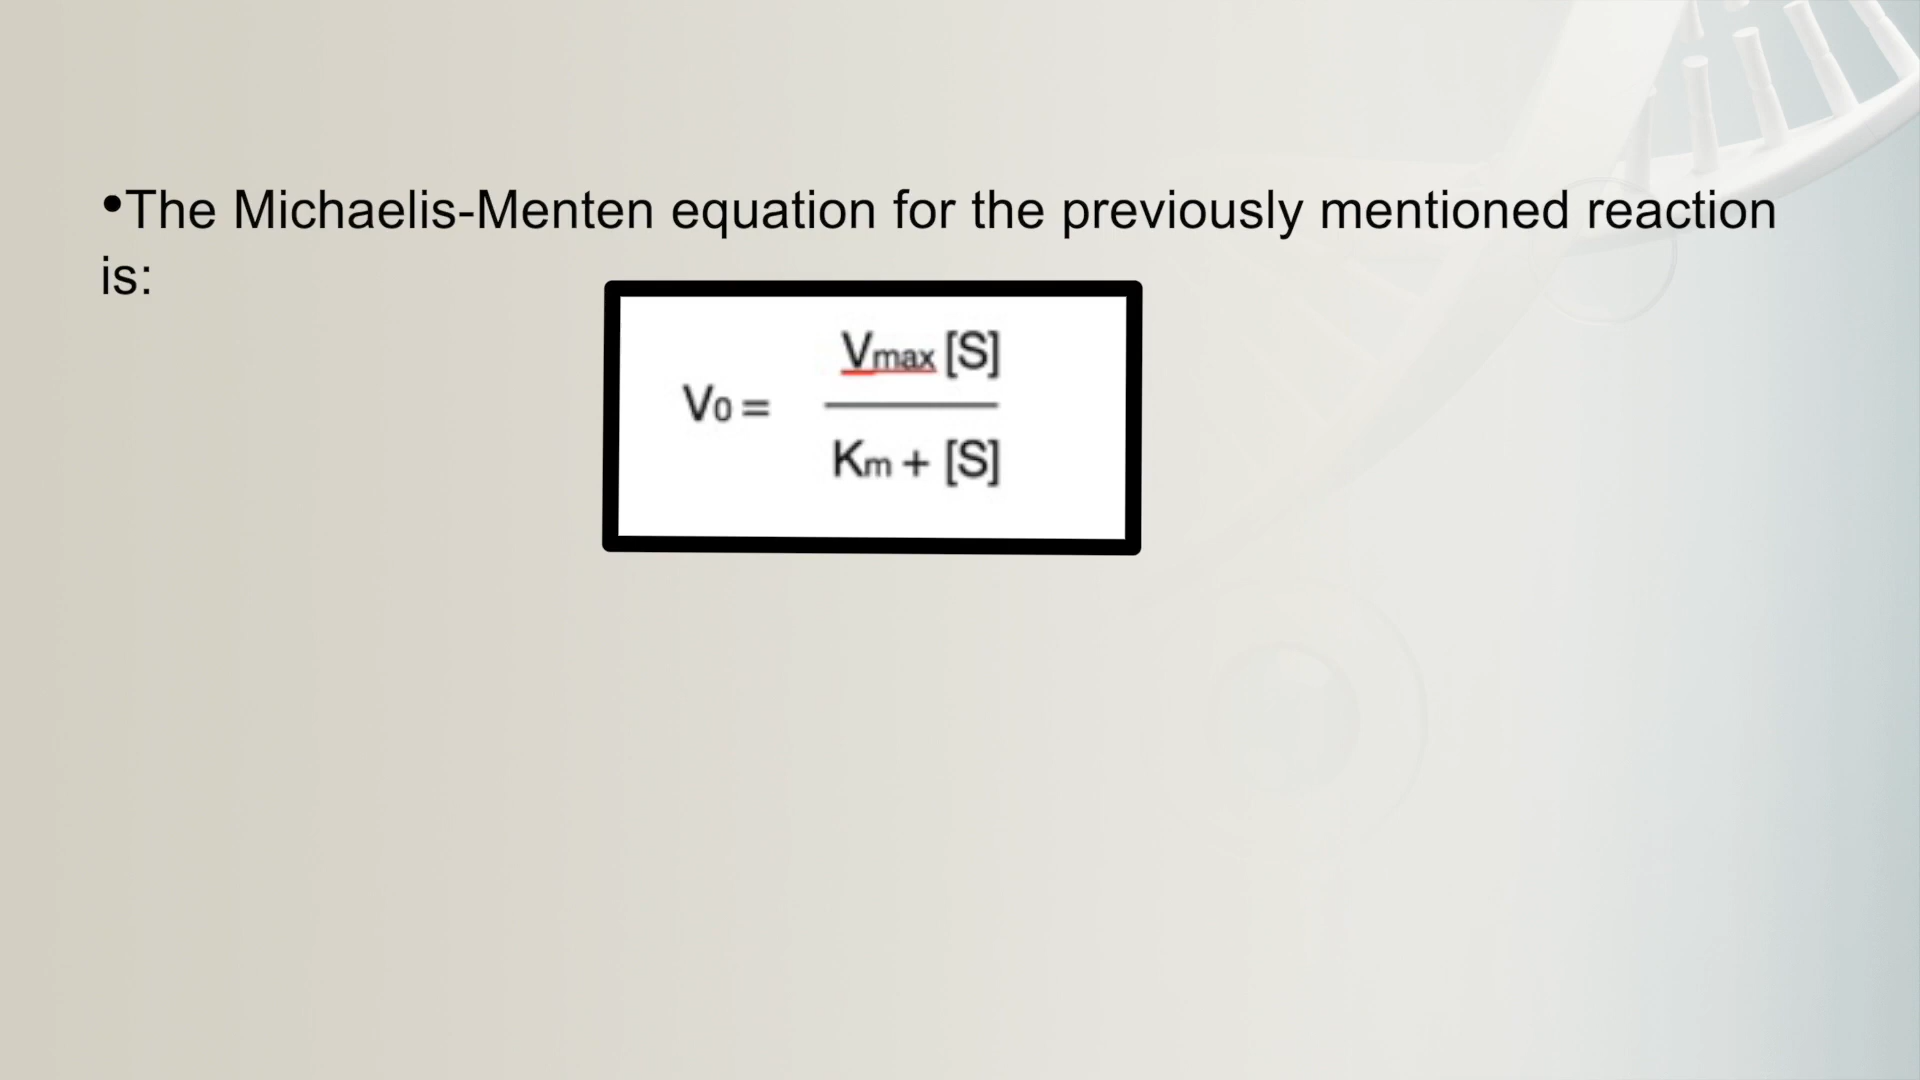 •The Michaelis-Menten equation for the previously mentioned reaction
is:
Vmax [S]
V0 =
Km + [S]